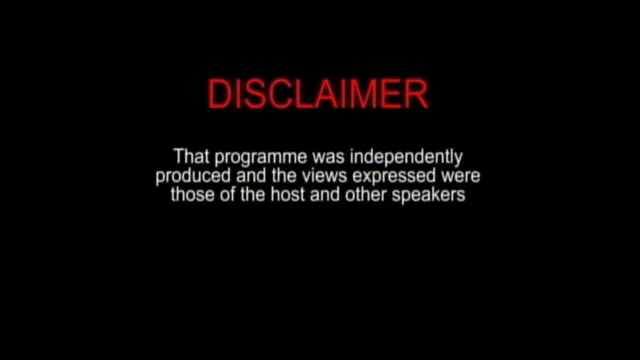 DISCLAIMER
That programme was independently
produced and the views expressed were
those of the host and other speakers